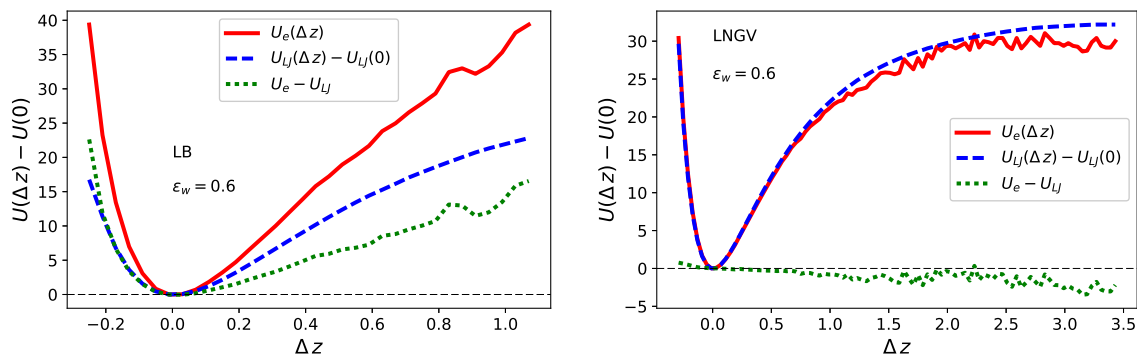 U(Δz) − U(0)
40
35
30
25
20
15
10
5
0
U_e(Δz)
U_LJ(Δz) − U_LJ(0)
U_e − U_LJ
LB
ε_w = 0.6
−0.2 0.0 0.2 0.4 0.6 0.8 1.0
Δz
U(Δz) − U(0)
30
25
20
15
10
5
0
−5
LNGV
ε_w = 0.6
U_e(Δz)
U_LJ(Δz) − U_LJ(0)
U_e − U_LJ
0.0 0.5 1.0 1.5 2.0 2.5 3.0 3.5
Δz